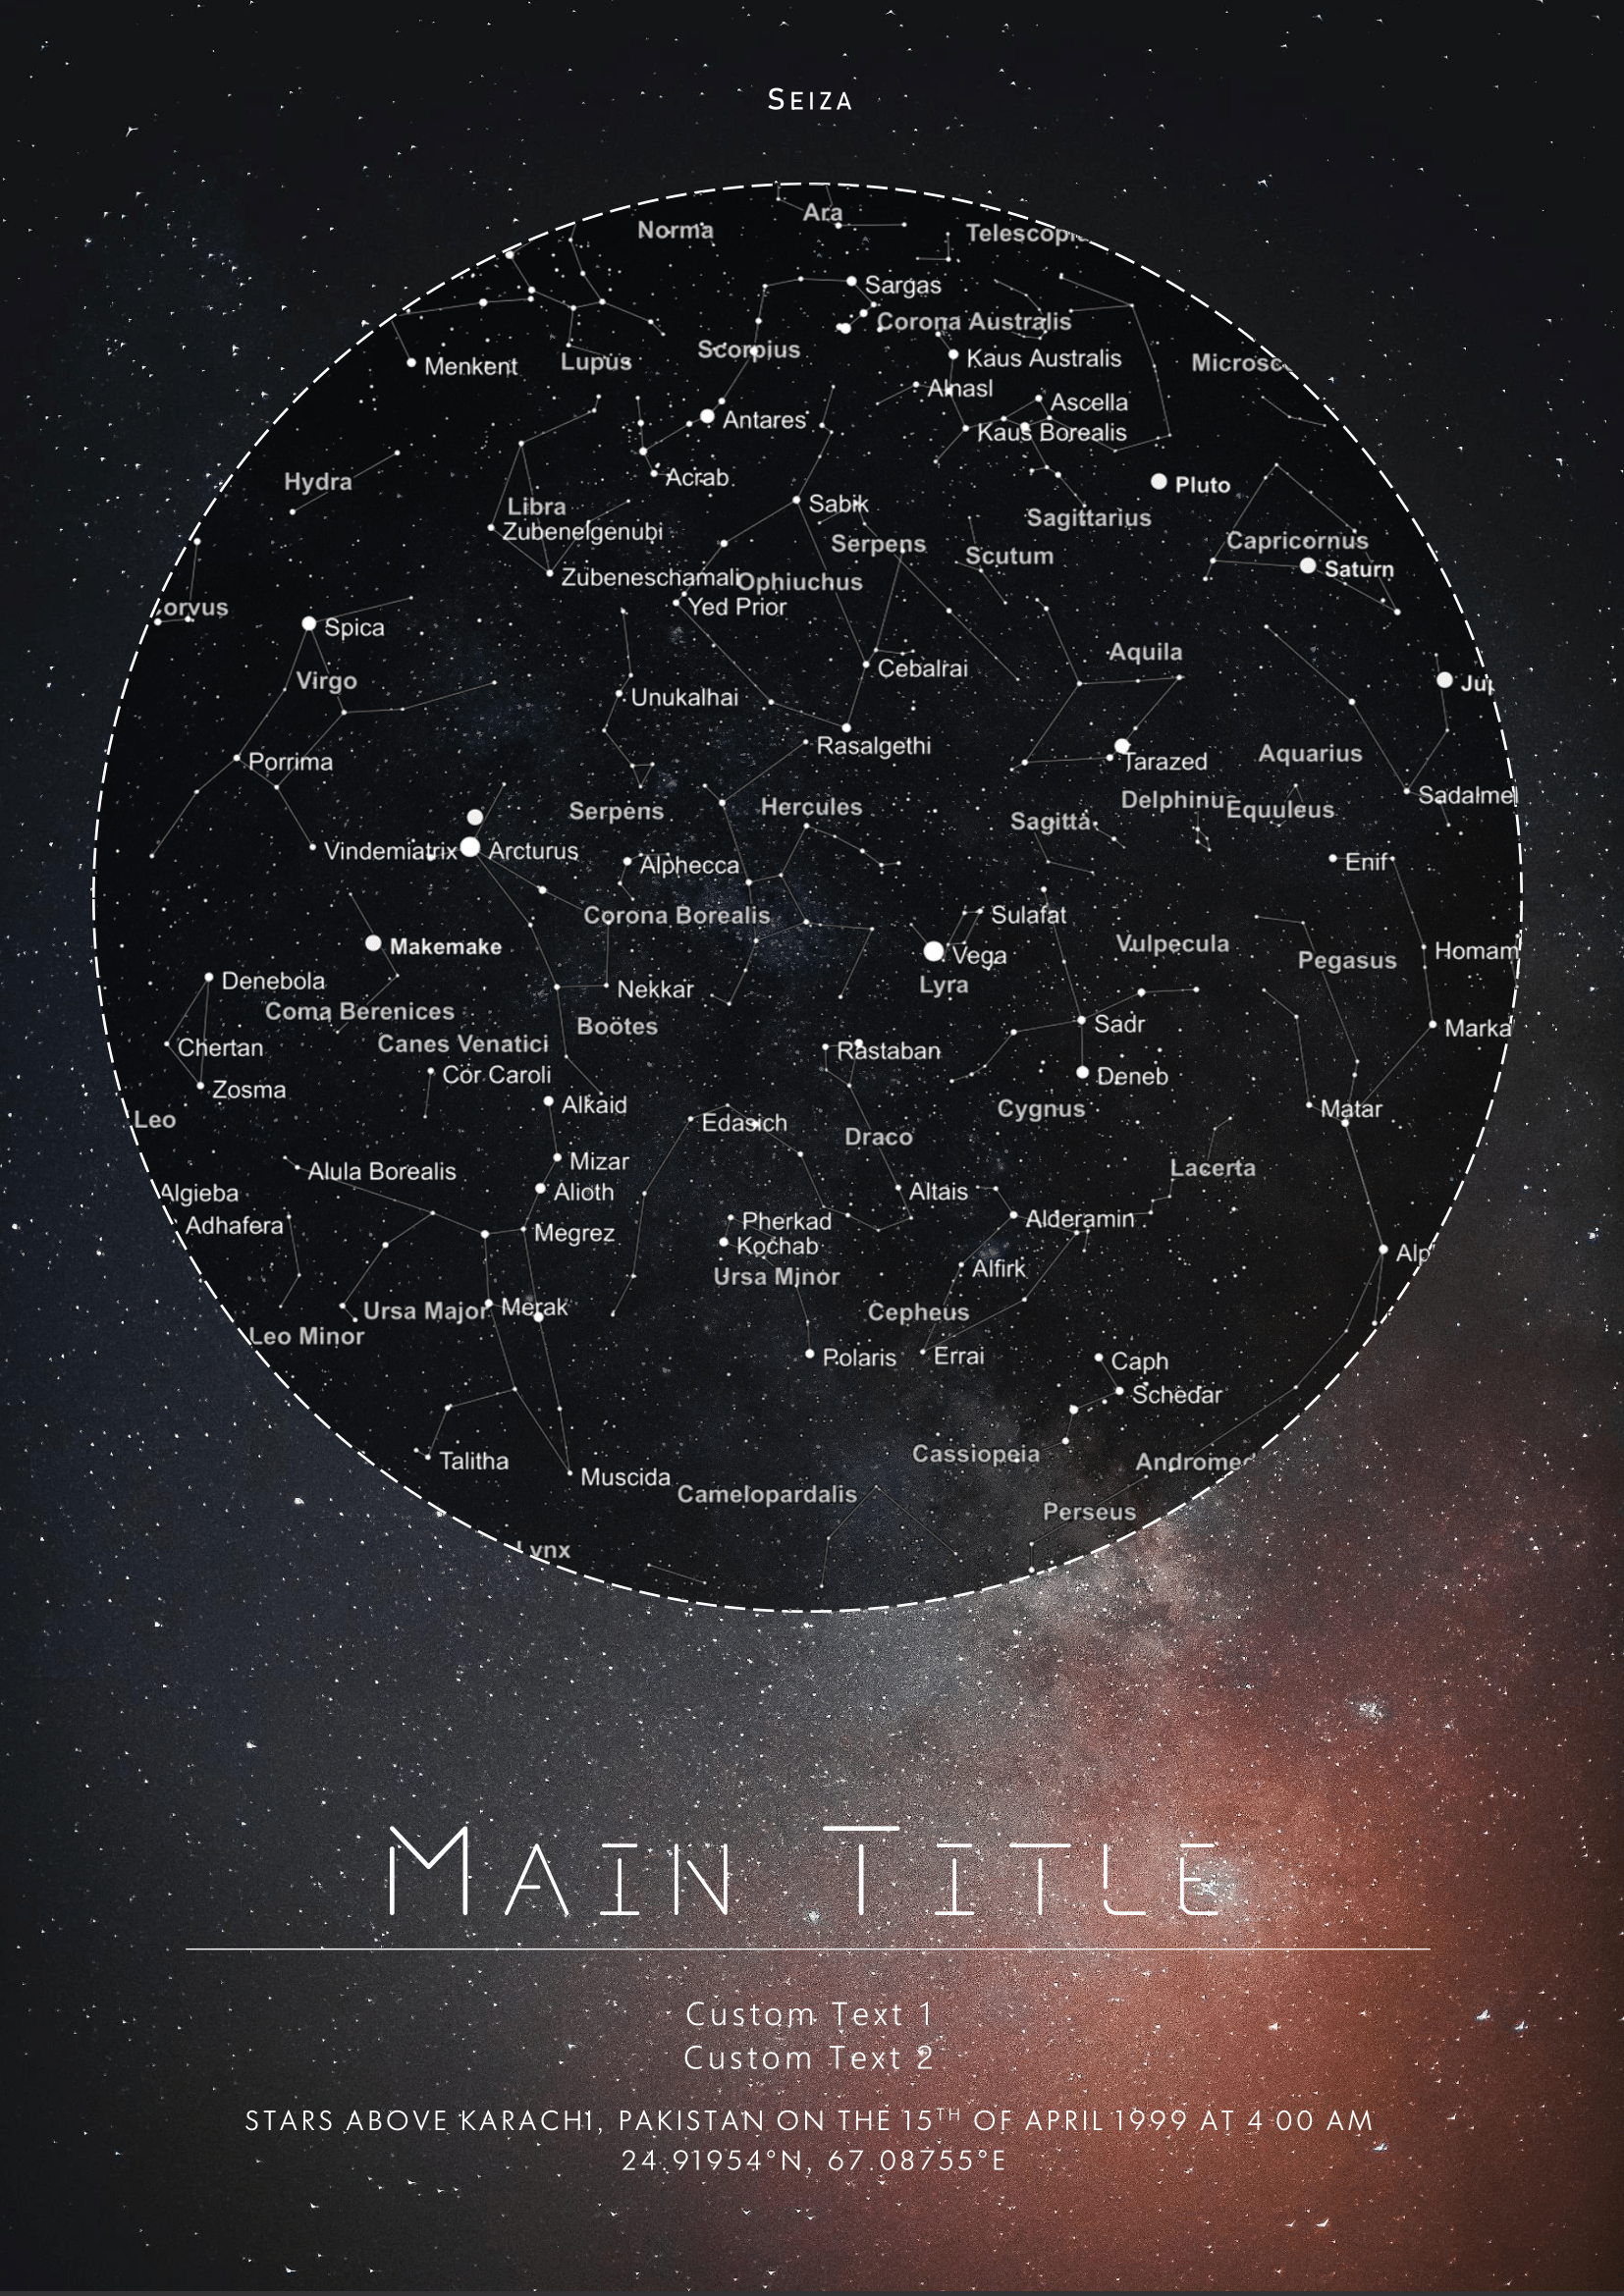 SEIZA
Ara
Norma
Telescopi
Sargas
Corona Australis
Scorpius
Kaus Australis
Lupus
Menkent
Microsc
Alnasl
Ascella
Antares
Kaus Borealis
Acrab
Hydra
Pluto
Sabik
Libra
Sagittarius
Zubenelgenubi
Capricornus
Serpens
Scutum
Saturn
Zubeneschamali
Ophiuchus
Yed Prior
orvus
Spica
Aquila
Cebalrai
Virgo
Jup
Unukalhai
Rasalgethi
Aquarius
Porrima
Tarazed
Sadalmel
Delphinus
Hercules
Equuleus
Serpens
Sagitta
Vindemiatrix
Arcturus
Enif
Alphecca
Corona Borealis
Sulafat
Vulpecula
Makemake
Homam
Vega
Pegasus
Denebola
Lyra
Nekkar
Coma Berenices
Sadr
Boötes
Marka
Canes Venatici
Chertan
Rastaban
Cor Caroli
Deneb
Zosma
Alkaid
Cygnus
Matar
Leo
Edasich
Draco
Mizar
Lacerta
Alula Borealis
Altais
Alioth
Algieba
Alderamin
Pherkad
Adhafera
Megrez
Kochab
Alp
Alfirk
Ursa Minor
Merak
Ursa Major
Cepheus
Leo Minor
Errai
Polaris
Caph
Schedar
Cassiopeia
Talitha
Andromed
Muscida
Camelopardalis
Perseus
Lynx
MAIN TITLE
Custom Text 1
Custom Text 2
STARS ABOVE KARACHI, PAKISTAN ON THE 15TH OF APRIL 1999 AT 4 00 AM
24.91954°N, 67.08755°E